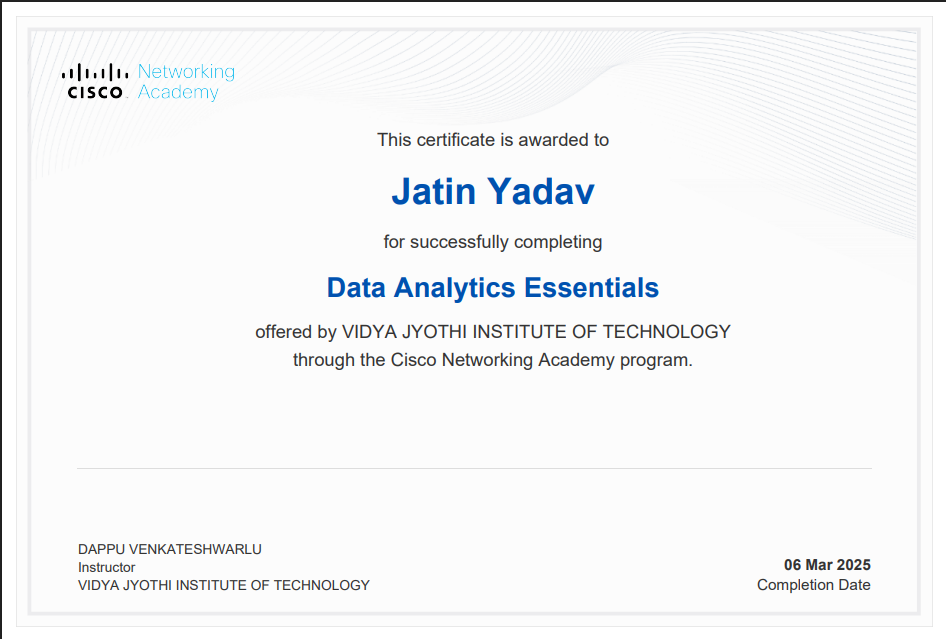 Networking
CISCO Academy
This certificate is awarded to
Jatin Yadav
for successfully completing
Data Analytics Essentials
offered by VIDYA JYOTHI INSTITUTE OF TECHNOLOGY
through the Cisco Networking Academy program.
DAPPU VENKATESHWARLU
Instructor
VIDYA JYOTHI INSTITUTE OF TECHNOLOGY
06 Mar 2025
Completion Date